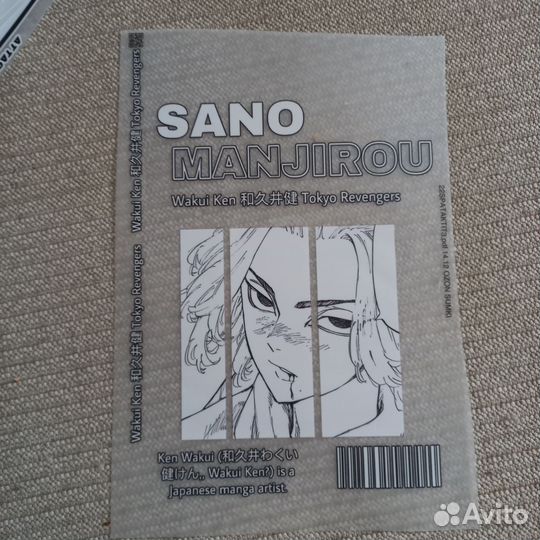 SANO
MANJIROU
Wakui Ken 和久井健 Tokyo Revengers
Wakui Ken 和久井健 Tokyo Revengers
Wakui Ken 和久井健 Tokyo Revengers
Ken Wakui (和久井わくい
健けん,, Wakui Ken?) is a
Japanese manga artist.
Avito